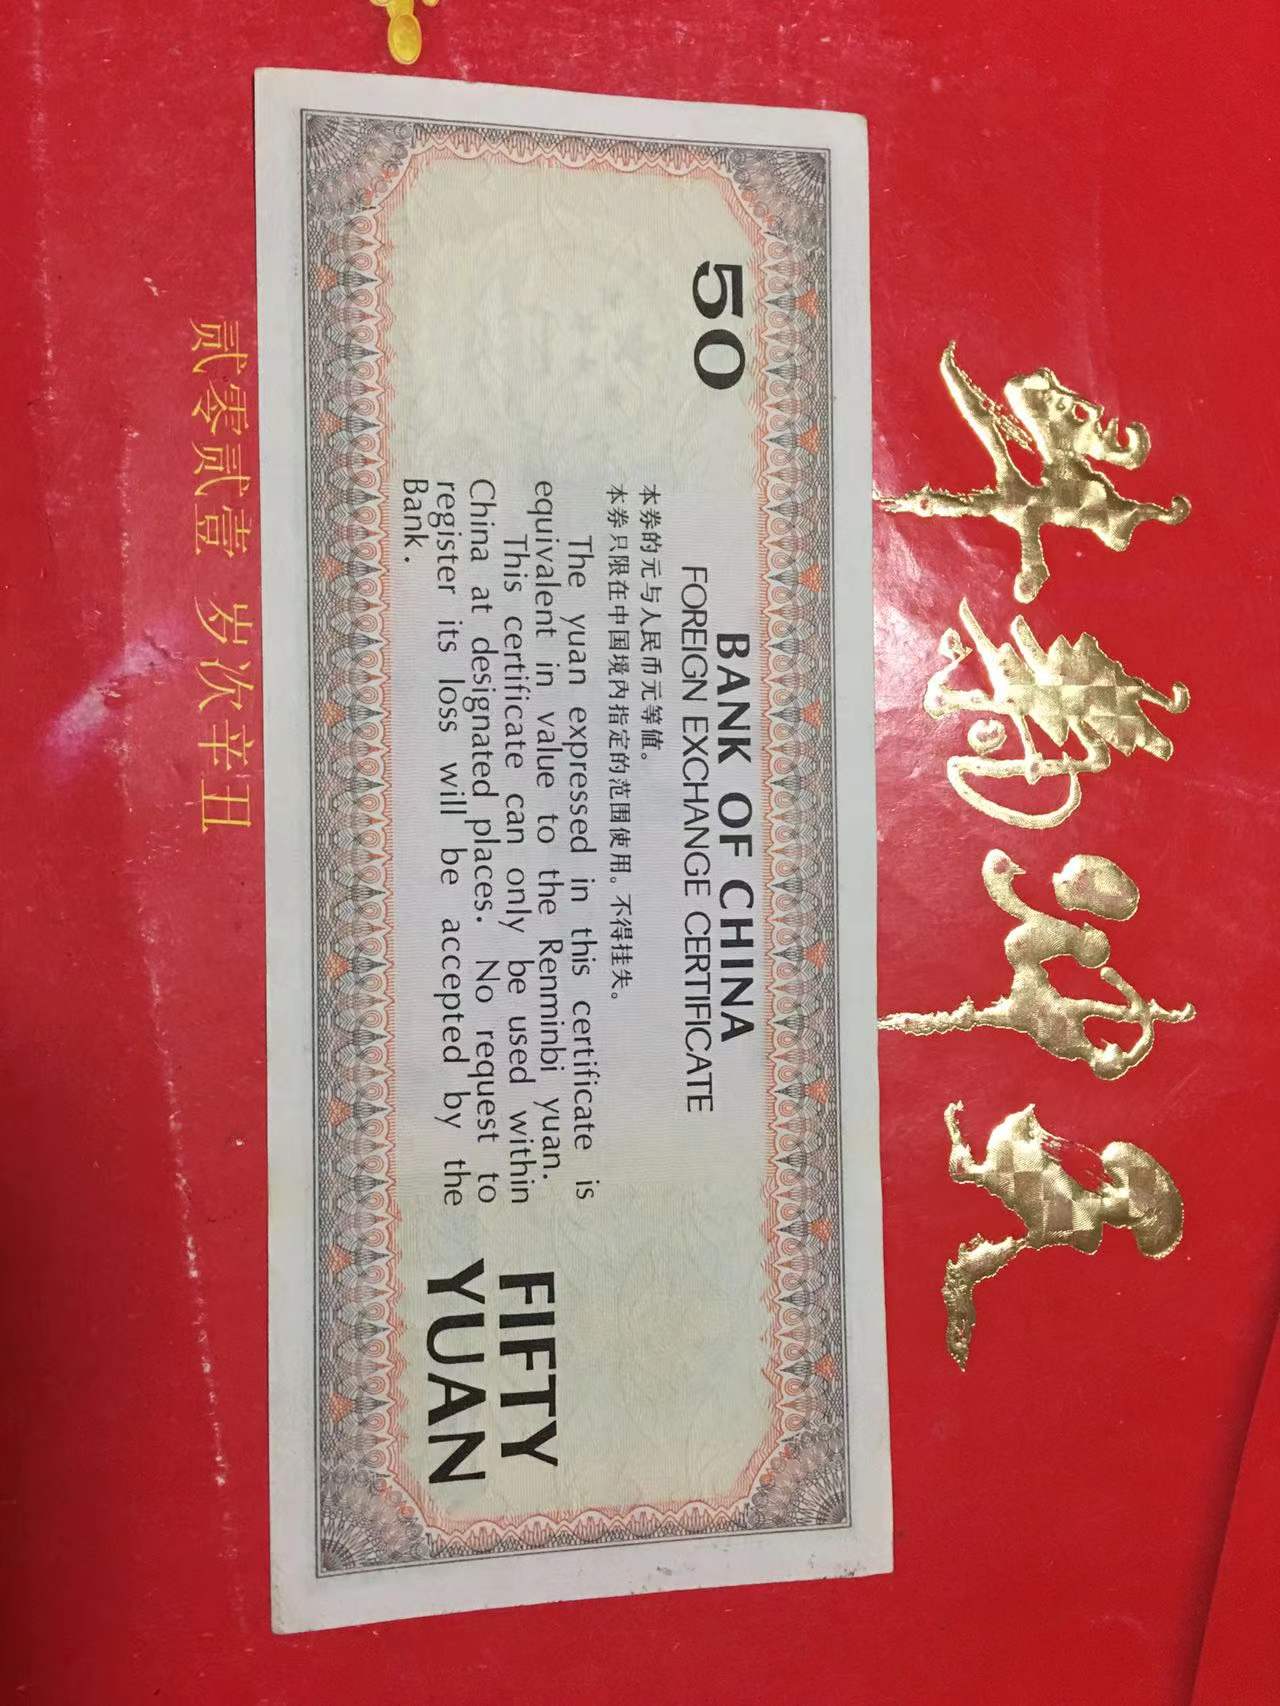 牛氣冲天
50
BANK OF CHINA
FOREIGN EXCHANGE CERTIFICATE
本券的元与人民币元等值。
本券只限在中国境内指定的范围使用。不得挂失。
The yuan expressed in this certificate is
equivalent in value to the Renminbi yuan.
This certificate can only be used within
China at designated places. No request to
register its loss will be accepted by the
Bank.
FIFTY
YUAN
贰零贰壹 岁次辛丑